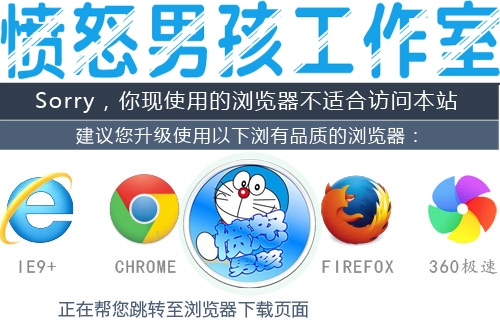 愤怒男孩工作室
Sorry，你现使用的浏览器不适合访问本站
建议您升级使用以下浏有品质的浏览器：
愤怒
男孩
IE9+ CHROME FIREFOX 360极速
正在帮您跳转至浏览器下载页面